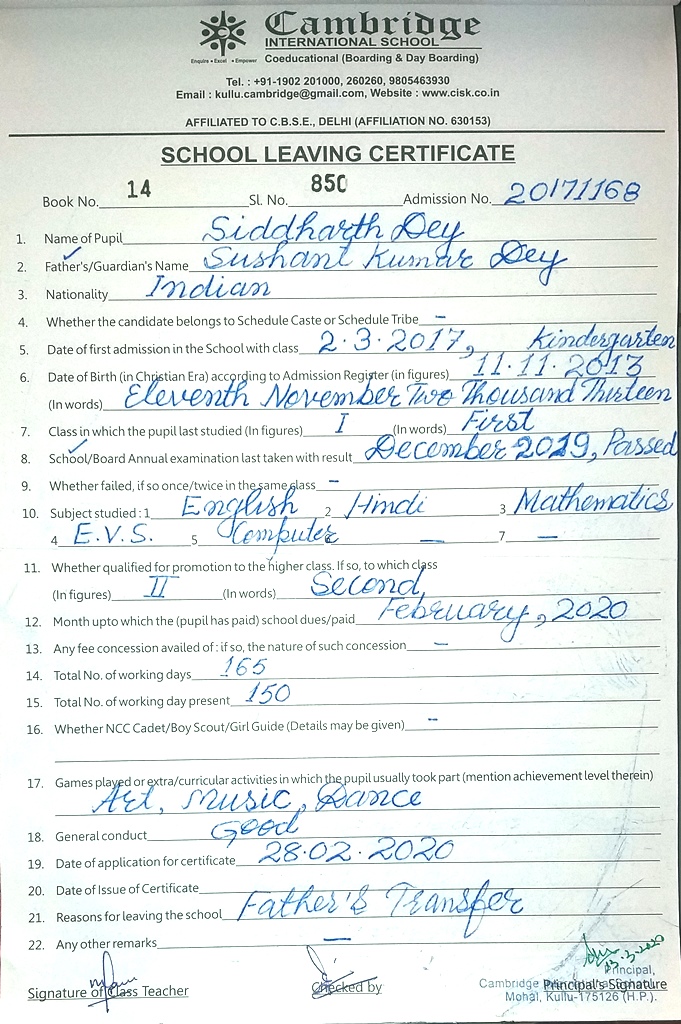 Cambridge
INTERNATIONAL SCHOOL
Enquire • Excel • Empower
Coeducational (Boarding & Day Boarding)
Tel. : +91-1902 201000, 260260, 9805463930
Email : kullu.cambridge@gmail.com, Website : www.cisk.co.in
AFFILIATED TO C.B.S.E., DELHI (AFFILIATION NO. 630153)
SCHOOL LEAVING CERTIFICATE
Book No. 14 Sl. No. 850 Admission No. 20171168
1. Name of Pupil Siddharth Dey
2. Father's/Guardian's Name Sushant Kumar Dey
3. Nationality Indian
4. Whether the candidate belongs to Schedule Caste or Schedule Tribe –
5. Date of first admission in the School with class 2.3.2017, Kindergarten
6. Date of Birth (in Christian Era) according to Admission Register (in figures) 11.11.2013
(In words) Eleventh November Two Thousand Thirteen
7. Class in which the pupil last studied (In figures) I (In words) First
8. School/Board Annual examination last taken with result December 2019, Passed
9. Whether failed, if so once/twice in the same class –
10. Subject studied : 1 English 2 Hindi 3 Mathematics
4 E.V.S. 5 Computer 6 — 7 —
11. Whether qualified for promotion to the higher class. If so, to which class
(In figures) II (In words) Second,
12. Month upto which the (pupil has paid) school dues/paid February, 2020
13. Any fee concession availed of : if so, the nature of such concession –
14. Total No. of working days 165
15. Total No. of working day present 150
16. Whether NCC Cadet/Boy Scout/Girl Guide (Details may be given) –
17. Games played or extra/curricular activities in which the pupil usually took part (mention achievement level therein)
Art, Music, Dance
18. General conduct Good
19. Date of application for certificate 28.02.2020
20. Date of Issue of Certificate
21. Reasons for leaving the school Father's Transfer
22. Any other remarks —
13-3-2020
Principal,
Signature of Class Teacher Checked by Cambridge Principal's Signature
Mohal, Kullu-175126 (H.P.)